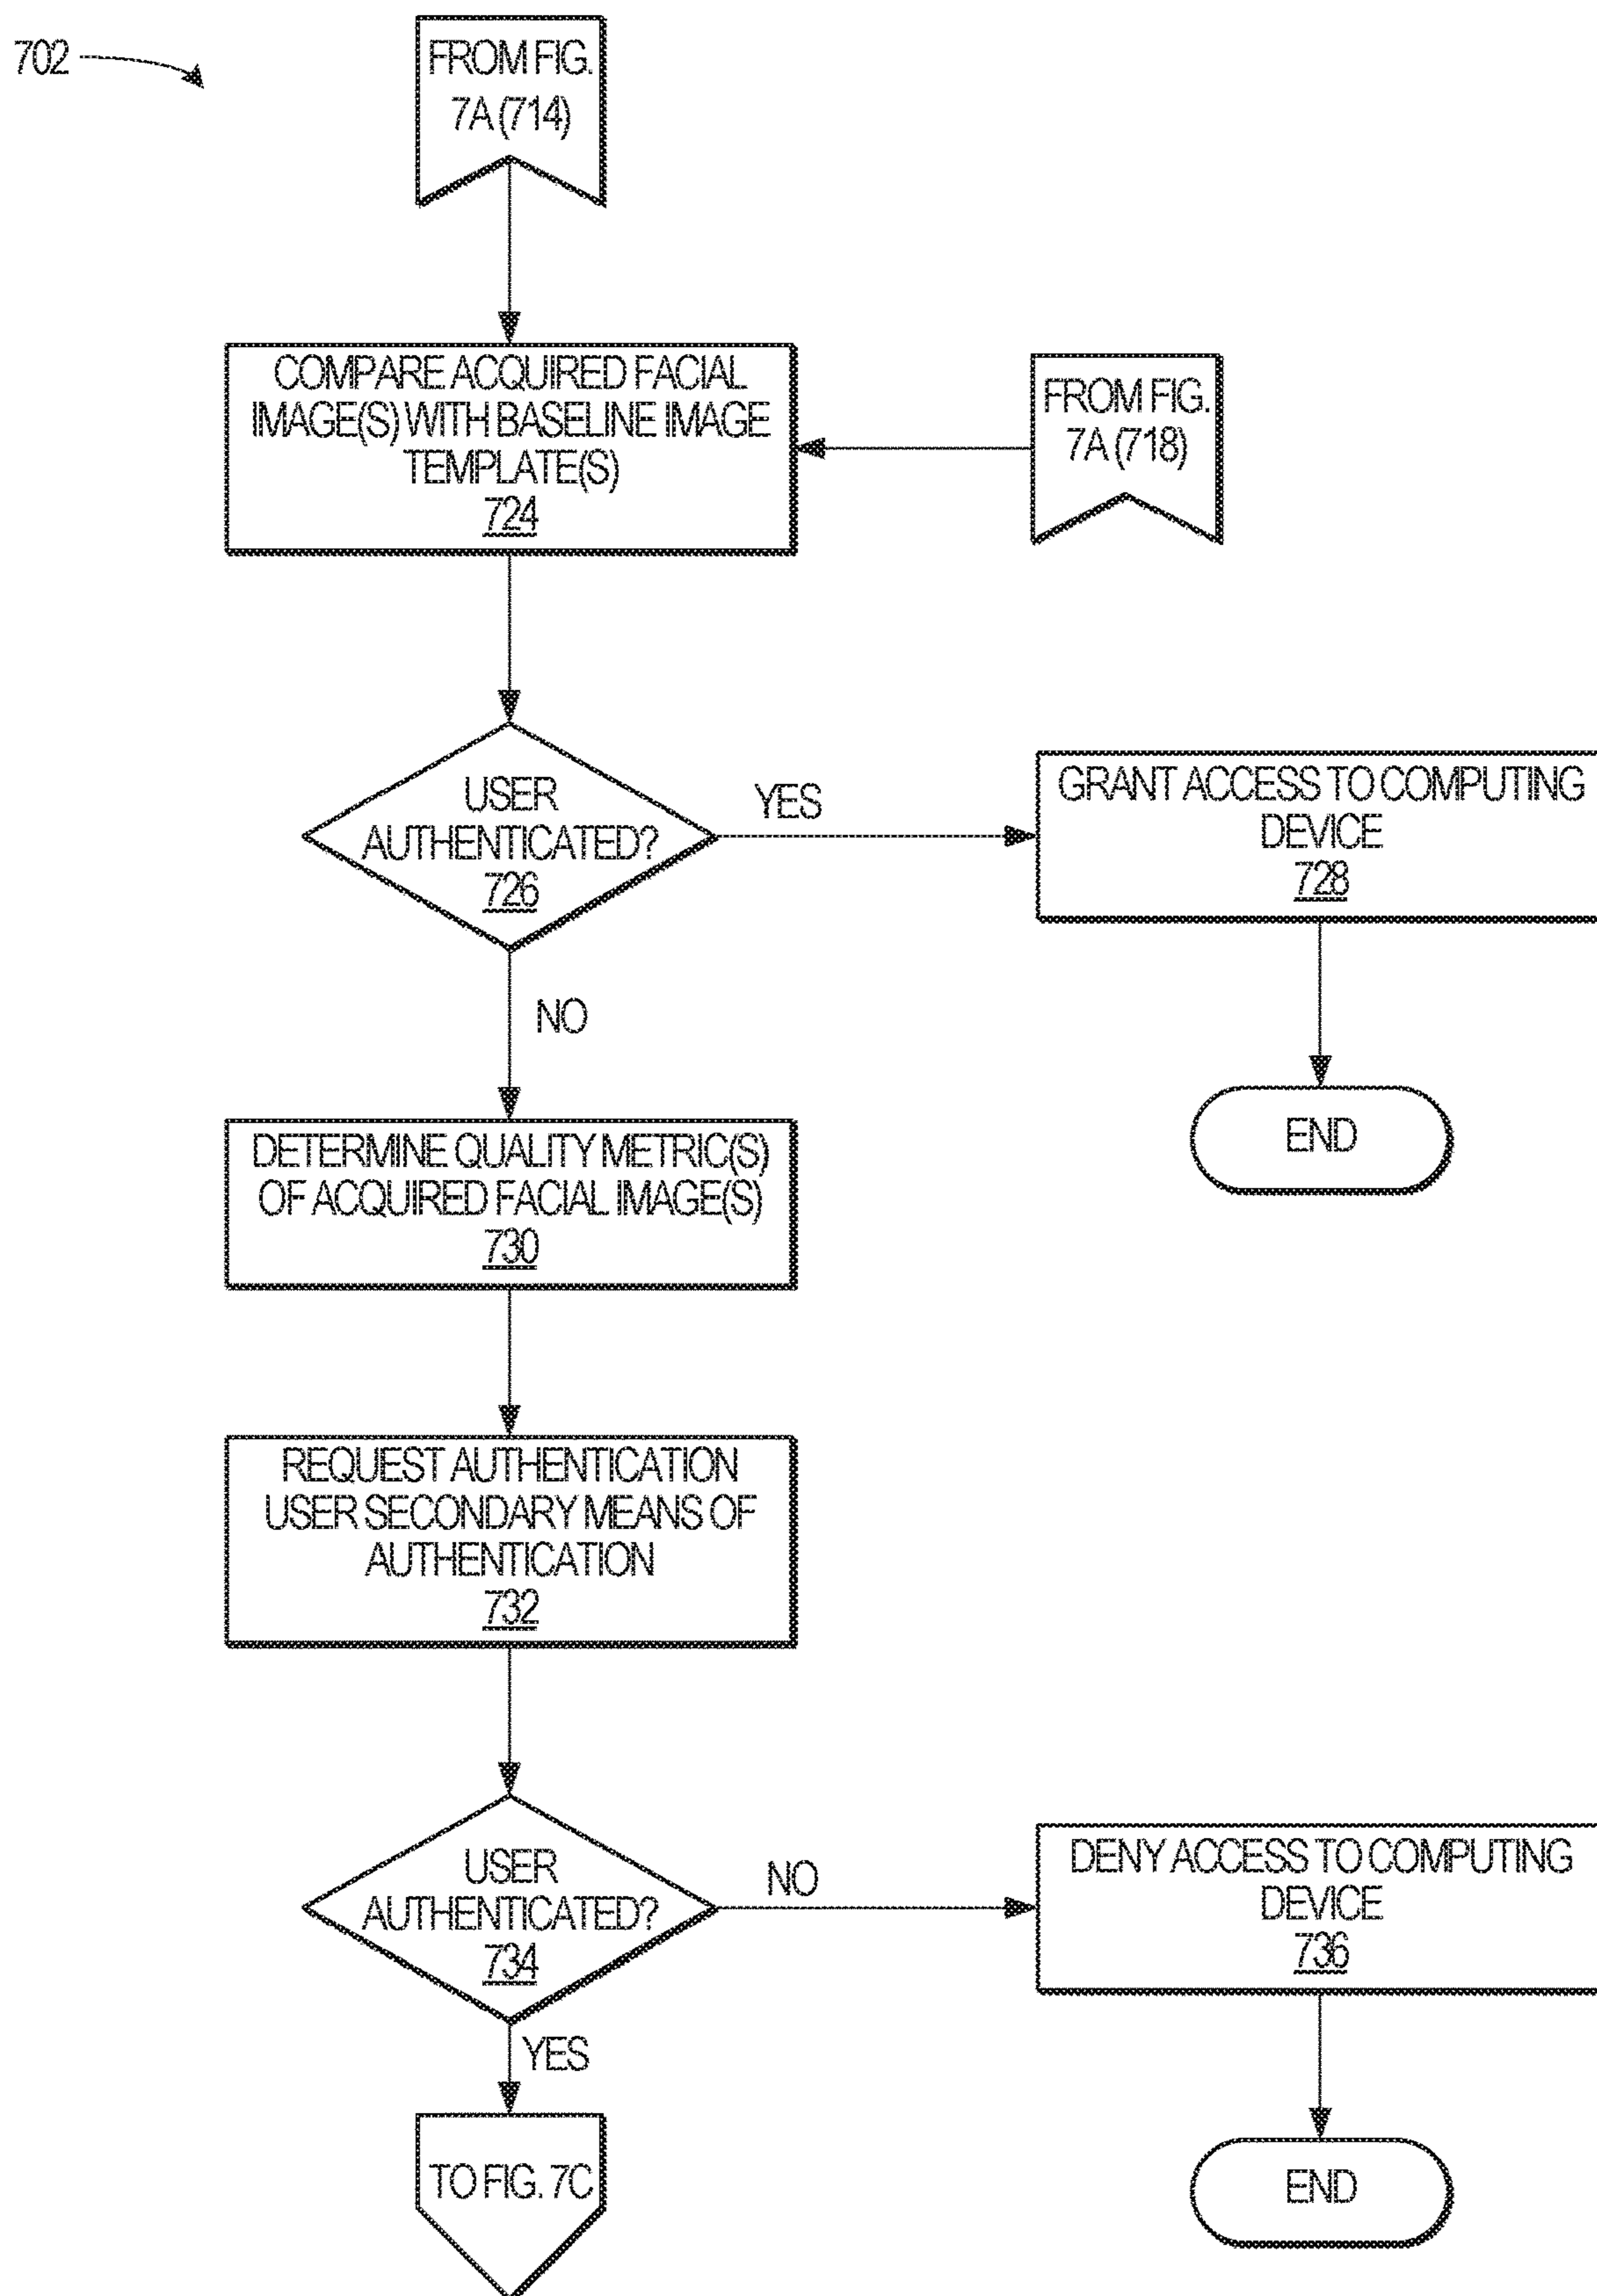 702
FROM FIG.
7A (714)
COMPARE ACQUIRED FACIAL
IMAGE(S) WITH BASELINE IMAGE
TEMPLATE(S)
724
FROM FIG.
7A (718)
USER
AUTHENTICATED?
726
YES
GRANT ACCESS TO COMPUTING
DEVICE
728
NO
END
DETERMINE QUALITY METRIC(S)
OF ACQUIRED FACIAL IMAGE(S)
730
REQUEST AUTHENTICATION
USER SECONDARY MEANS OF
AUTHENTICATION
732
USER
AUTHENTICATED?
734
NO
DENY ACCESS TO COMPUTING
DEVICE
736
YES
TO FIG. 7C
END